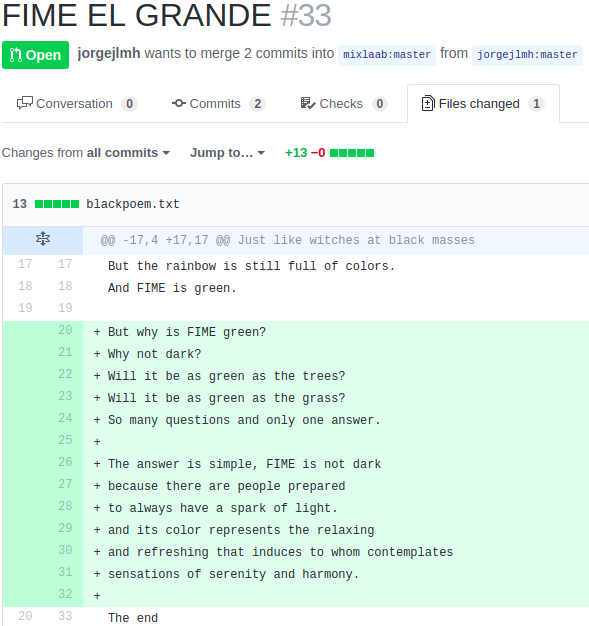 FIME EL GRANDE #33
Open jorgejlmh wants to merge 2 commits into mixlaab:master from jorgejlmh:master
Conversation 0 Commits 2 Checks 0 Files changed 1
Changes from all commits Jump to... +13 −0
13 blackpoem.txt
@@ -17,4 +17,17 @@ Just like witches at black masses
17 17 But the rainbow is still full of colors.
18 18 And FIME is green.
19 19
20 + But why is FIME green?
21 + Why not dark?
22 + Will it be as green as the trees?
23 + Will it be as green as the grass?
24 + So many questions and only one answer.
25 +
26 + The answer is simple, FIME is not dark
27 + because there are people prepared
28 + to always have a spark of light.
29 + and its color represents the relaxing
30 + and refreshing that induces to whom contemplates
31 + sensations of serenity and harmony.
32 +
20 33 The end